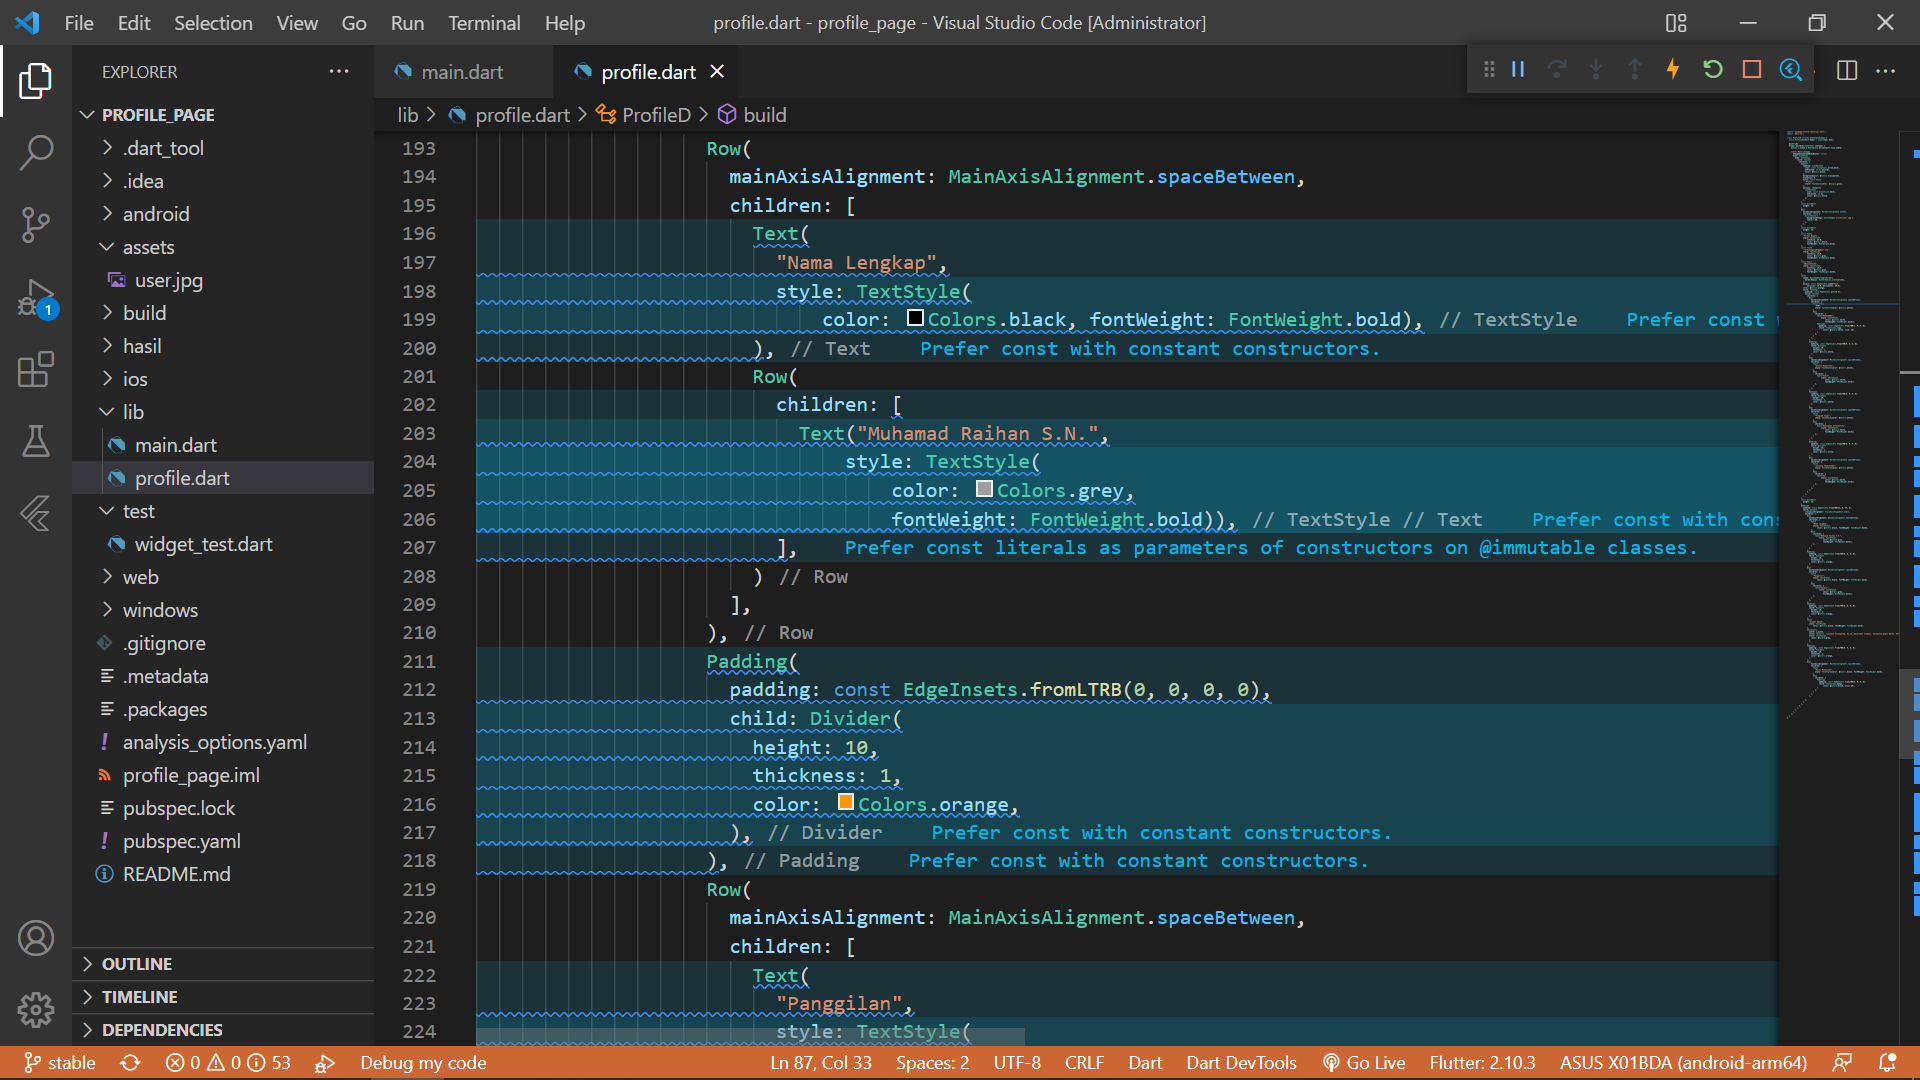 File Edit Selection View Go Run Terminal Help
profile.dart - profile_page - Visual Studio Code [Administrator]
EXPLORER
PROFILE_PAGE
.dart_tool
.idea
android
assets
user.jpg
build
hasil
ios
lib
main.dart
profile.dart
test
widget_test.dart
web
windows
.gitignore
.metadata
.packages
analysis_options.yaml
profile_page.iml
pubspec.lock
pubspec.yaml
README.md
OUTLINE
TIMELINE
DEPENDENCIES
1
main.dart profile.dart
lib > profile.dart > ProfileD > build
193 Row(
194 mainAxisAlignment: MainAxisAlignment.spaceBetween,
195 children: [
196 Text(
197 "Nama Lengkap",
198 style: TextStyle(
199 color: Colors.black, fontWeight: FontWeight.bold), // TextStyle Prefer const
200 ), // Text Prefer const with constant constructors.
201 Row(
202 children: [
203 Text("Muhamad Raihan S.N.",
204 style: TextStyle(
205 color: Colors.grey,
206 fontWeight: FontWeight.bold)), // TextStyle // Text Prefer const with con
207 ], Prefer const literals as parameters of constructors on @immutable classes.
208 ) // Row
209 ],
210 ), // Row
211 Padding(
212 padding: const EdgeInsets.fromLTRB(0, 0, 0, 0),
213 child: Divider(
214 height: 10,
215 thickness: 1,
216 color: Colors.orange,
217 ), // Divider Prefer const with constant constructors.
218 ), // Padding Prefer const with constant constructors.
219 Row(
220 mainAxisAlignment: MainAxisAlignment.spaceBetween,
221 children: [
222 Text(
223 "Panggilan",
224 style: TextStyle(
stable 0 0 53 Debug my code Ln 87, Col 33 Spaces: 2 UTF-8 CRLF Dart Dart DevTools Go Live Flutter: 2.10.3 ASUS X01BDA (android-arm64)